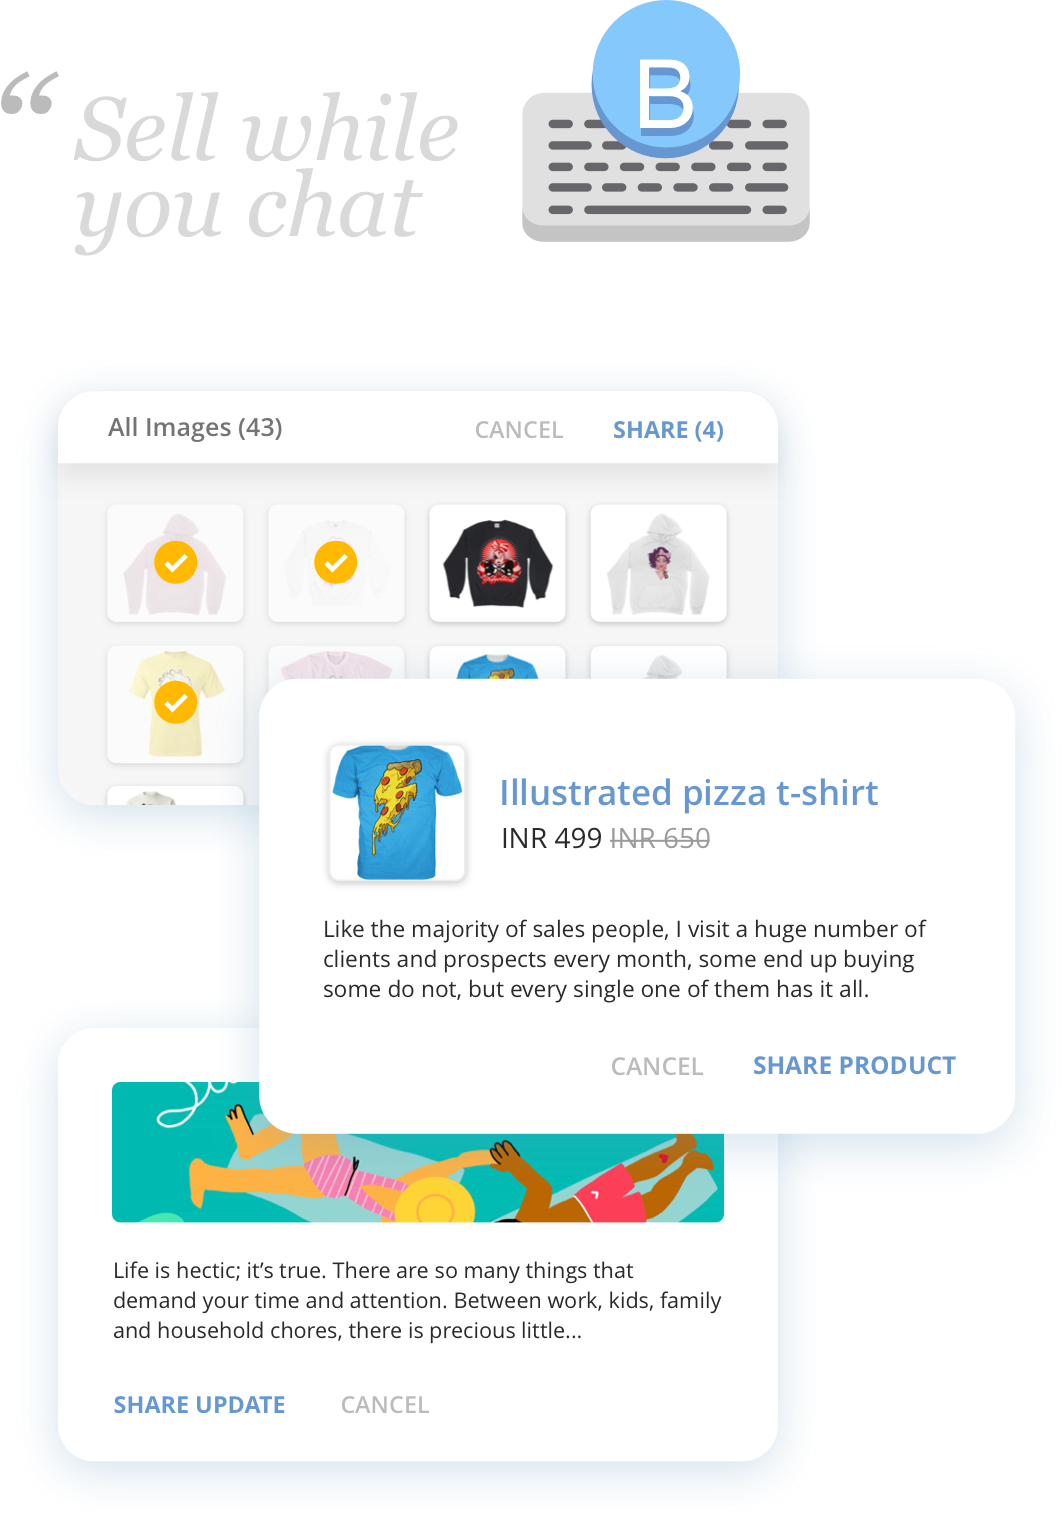 “ Sell while
you chat
B
All Images (43)
CANCEL
SHARE (4)
Illustrated pizza t-shirt
INR 499 INR 650
Like the majority of sales people, I visit a huge number of
clients and prospects every month, some end up buying
some do not, but every single one of them has it all.
CANCEL
SHARE PRODUCT
Life is hectic; it’s true. There are so many things that
demand your time and attention. Between work, kids, family
and household chores, there is precious little...
SHARE UPDATE
CANCEL